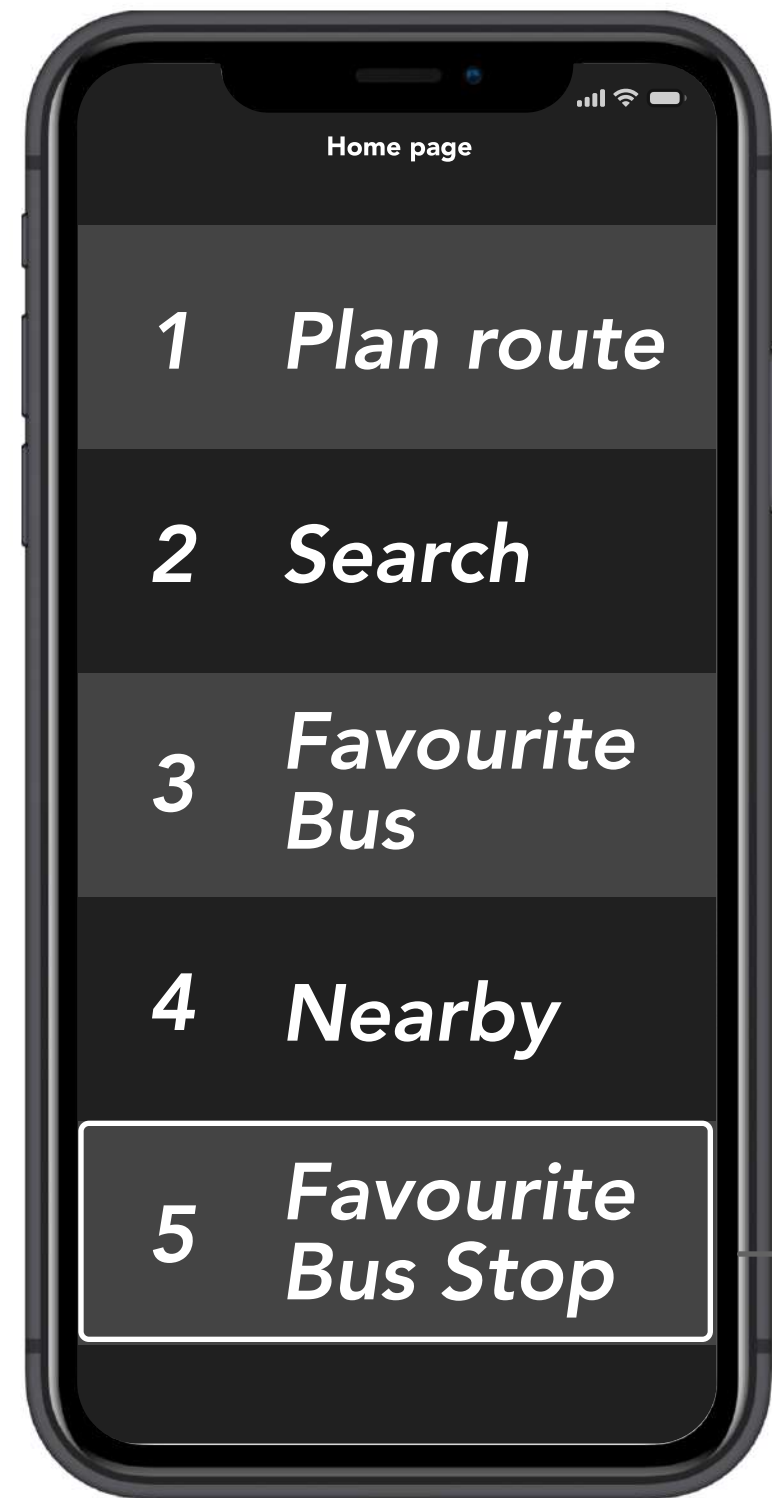 Home page
1 Plan route
2 Search
3 Favourite
Bus
4 Nearby
5 Favourite
Bus Stop